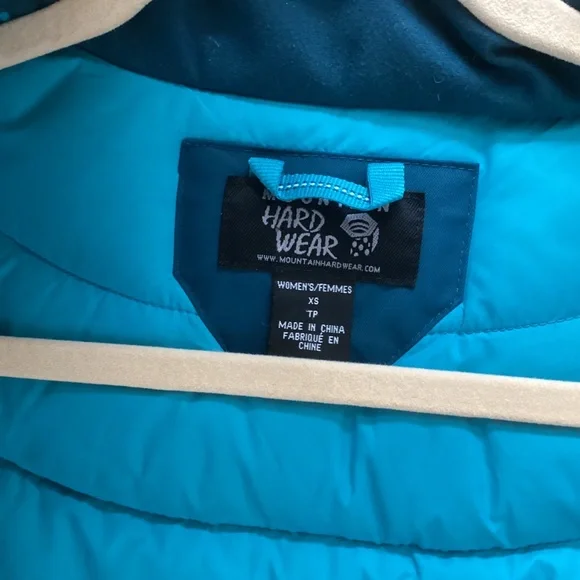 HARD
WEAR
WWW.MOUNTAINHARDWEAR.COM
WOMEN'S/FEMMES
XS
TP
MADE IN CHINA
FABRIQUÉ EN
CHINE